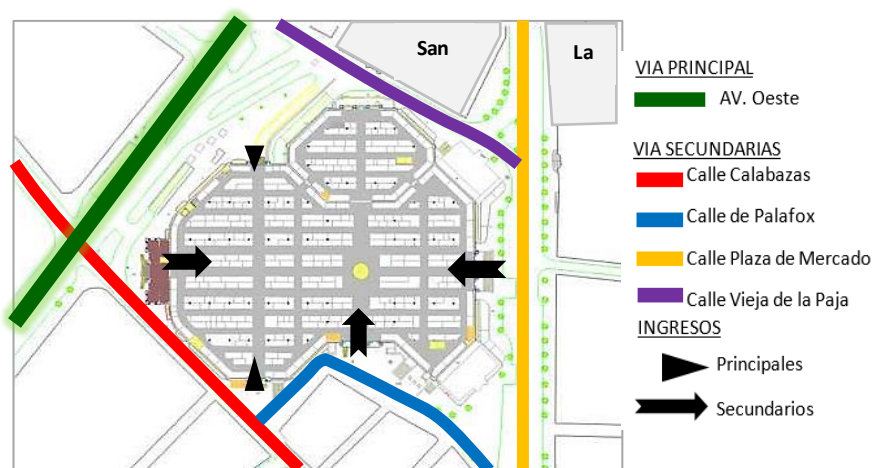 San
La
VIA PRINCIPAL
AV. Oeste
VIA SECUNDARIAS
Calle Calabazas
Calle de Palafox
Calle Plaza de Mercado
Calle Vieja de la Paja
INGRESOS
Principales
Secundarios